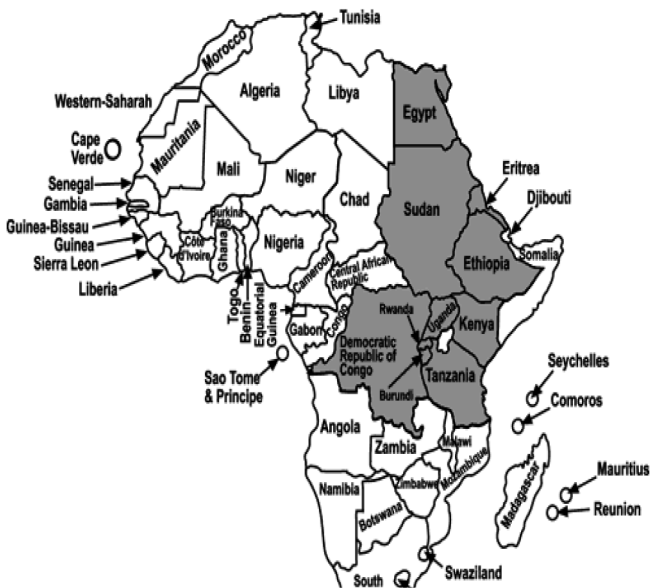 Tunisia
Morocco
Algeria
Libya
Egypt
Western-Saharah
Cape
Verde
Mauritania
Mali
Niger
Chad
Sudan
Eritrea
Djibouti
Senegal
Gambia
Guinea-Bissau
Guinea
Sierra Leon
Liberia
Burkina
Faso
Côte
d'Ivoire
Ghana
Togo
Benin
Nigeria
Cameroon
Central African
Republic
Ethiopia
Somalia
Equatorial
Guinea
Gabon
Congo
Rwanda
Uganda
Kenya
Democratic
Republic of
Congo
Burundi
Tanzania
Sao Tome
& Principe
Seychelles
Comoros
Angola
Zambia
Malawi
Mozambique
Madagascar
Mauritius
Reunion
Namibia
Zimbabwe
Botswana
Swaziland
South